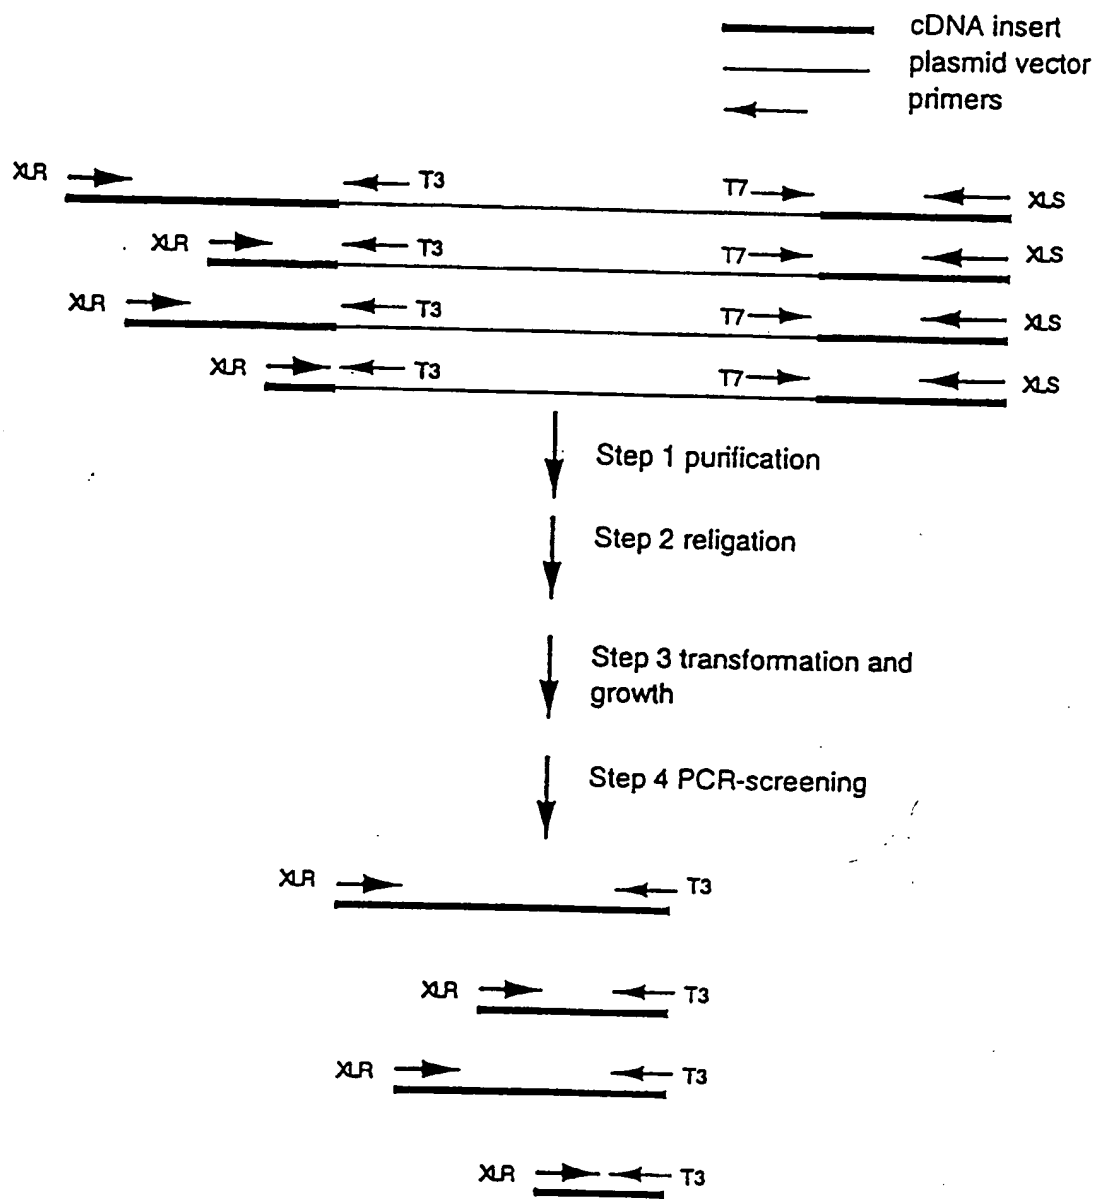 cDNA insert
plasmid vector
primers
XLR T3 T7 XLS
XLR T3 T7 XLS
XLR T3 T7 XLS
XLR T3 T7 XLS
Step 1 purification
Step 2 religation
Step 3 transformation and
growth
Step 4 PCR-screening
XLR T3
XLR T3
XLR T3
XLR T3